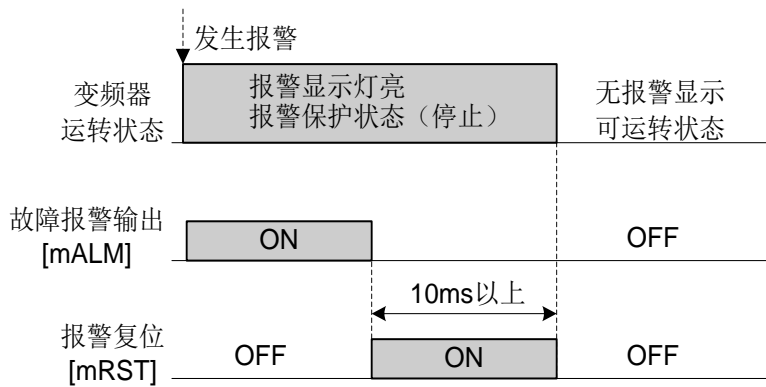 发生报警
变频器
运转状态
报警显示灯亮
报警保护状态（停止）
无报警显示
可运转状态
故障报警输出
[mALM]
ON
OFF
10ms以上
报警复位
[mRST]
OFF
ON
OFF